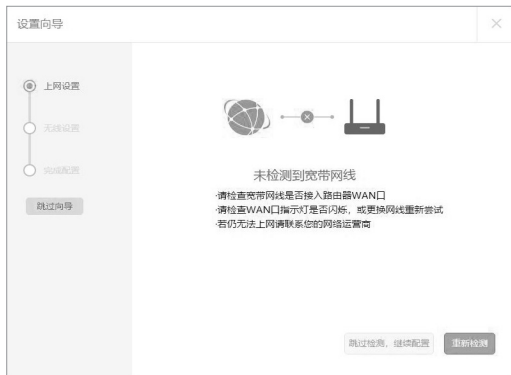 设置向导
上网设置
无线设置
完成配置
跳过向导
未检测到宽带网线
·请检查宽带网线是否接入路由器WAN口
·请检查WAN口指示灯是否闪烁，或更换网线重新尝试
·若仍无法上网请联系您的网络运营商
跳过检测，继续配置
重新检测